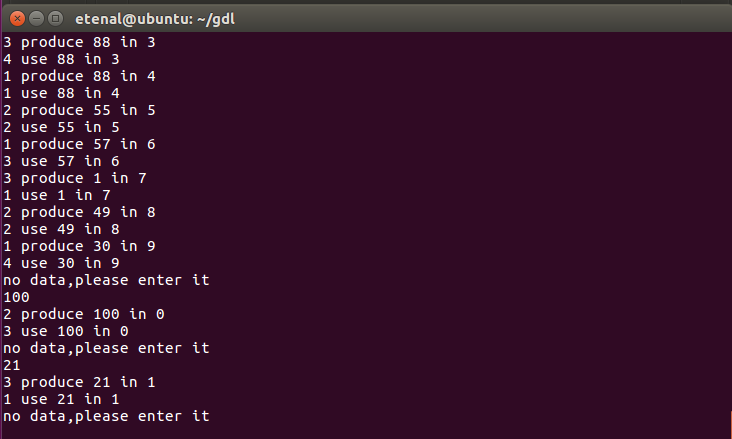 etenal@ubuntu: ~/gdl
3 produce 88 in 3
4 use 88 in 3
1 produce 88 in 4
1 use 88 in 4
2 produce 55 in 5
2 use 55 in 5
1 produce 57 in 6
3 use 57 in 6
3 produce 1 in 7
1 use 1 in 7
2 produce 49 in 8
2 use 49 in 8
1 produce 30 in 9
4 use 30 in 9
no data,please enter it
100
2 produce 100 in 0
3 use 100 in 0
no data,please enter it
21
3 produce 21 in 1
1 use 21 in 1
no data,please enter it